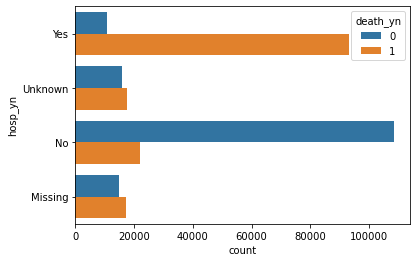 death_yn
0
1
hosp_yn
Yes
Unknown
No
Missing
0 20000 40000 60000 80000 100000
count